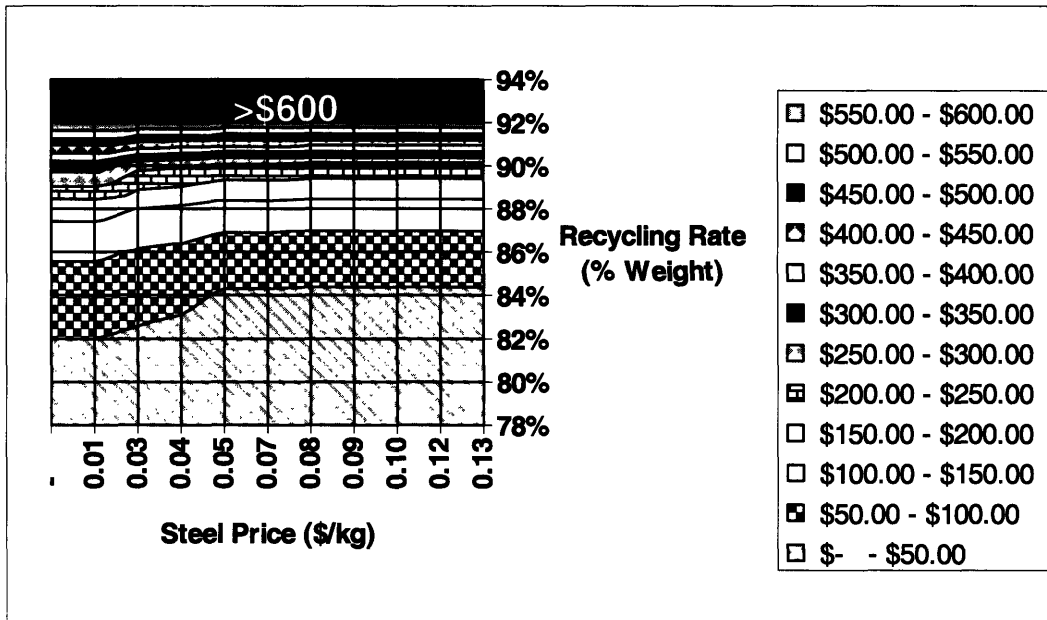 >$600
94%
92%
90%
88%
86%
84%
82%
80%
78%
Recycling Rate
(% Weight)
- 0.01 0.03 0.04 0.05 0.07 0.08 0.09 0.10 0.12 0.13
Steel Price ($/kg)
$550.00 - $600.00
$500.00 - $550.00
$450.00 - $500.00
$400.00 - $450.00
$350.00 - $400.00
$300.00 - $350.00
$250.00 - $300.00
$200.00 - $250.00
$150.00 - $200.00
$100.00 - $150.00
$50.00 - $100.00
$- - $50.00